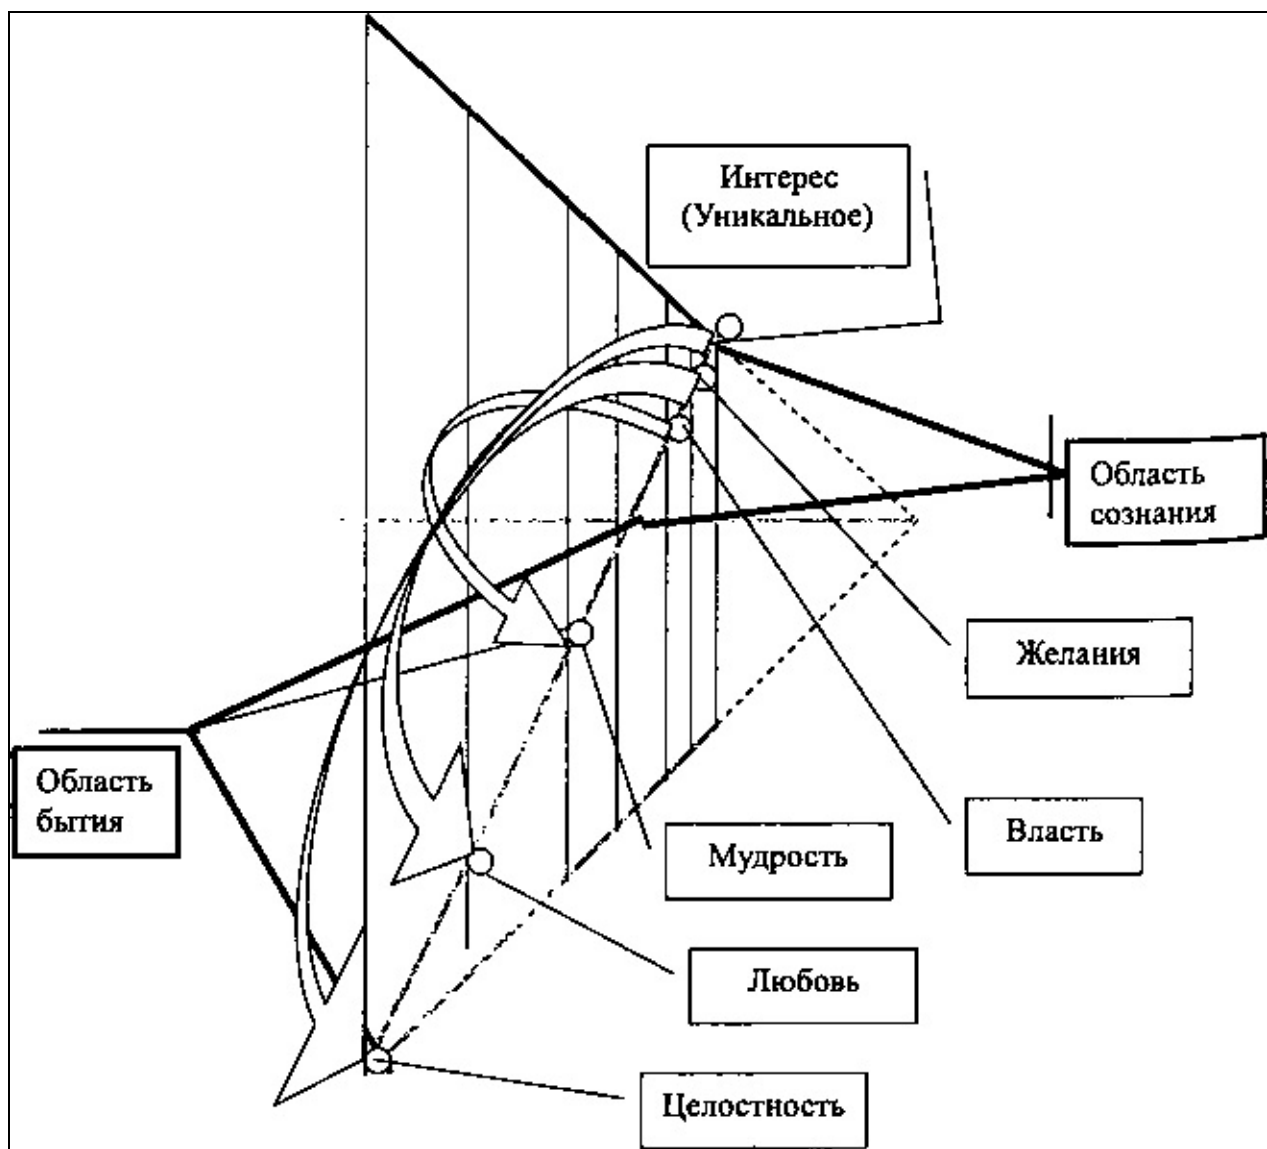 Интерес
(Уникальное)
Область
сознания
Желания
Область
бытия
Власть
Мудрость
Любовь
Целостность